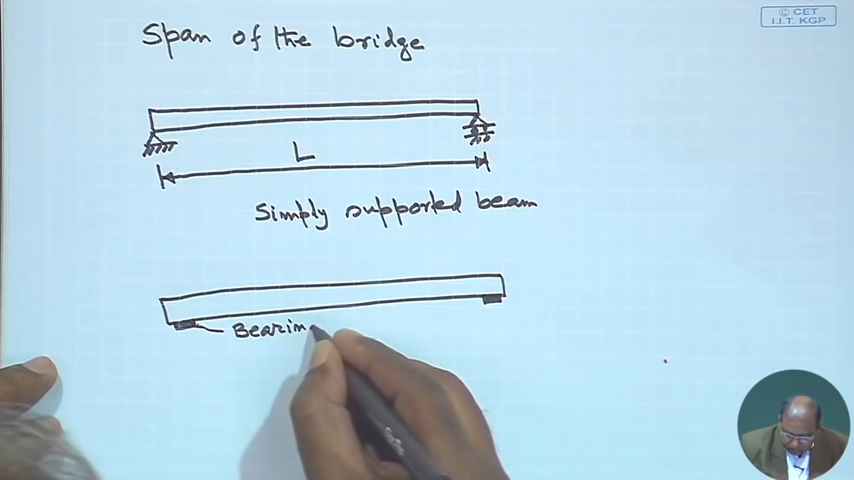 © CET
I.I.T. KGP
Span of the bridge
L
Simply supported beam
Bearin